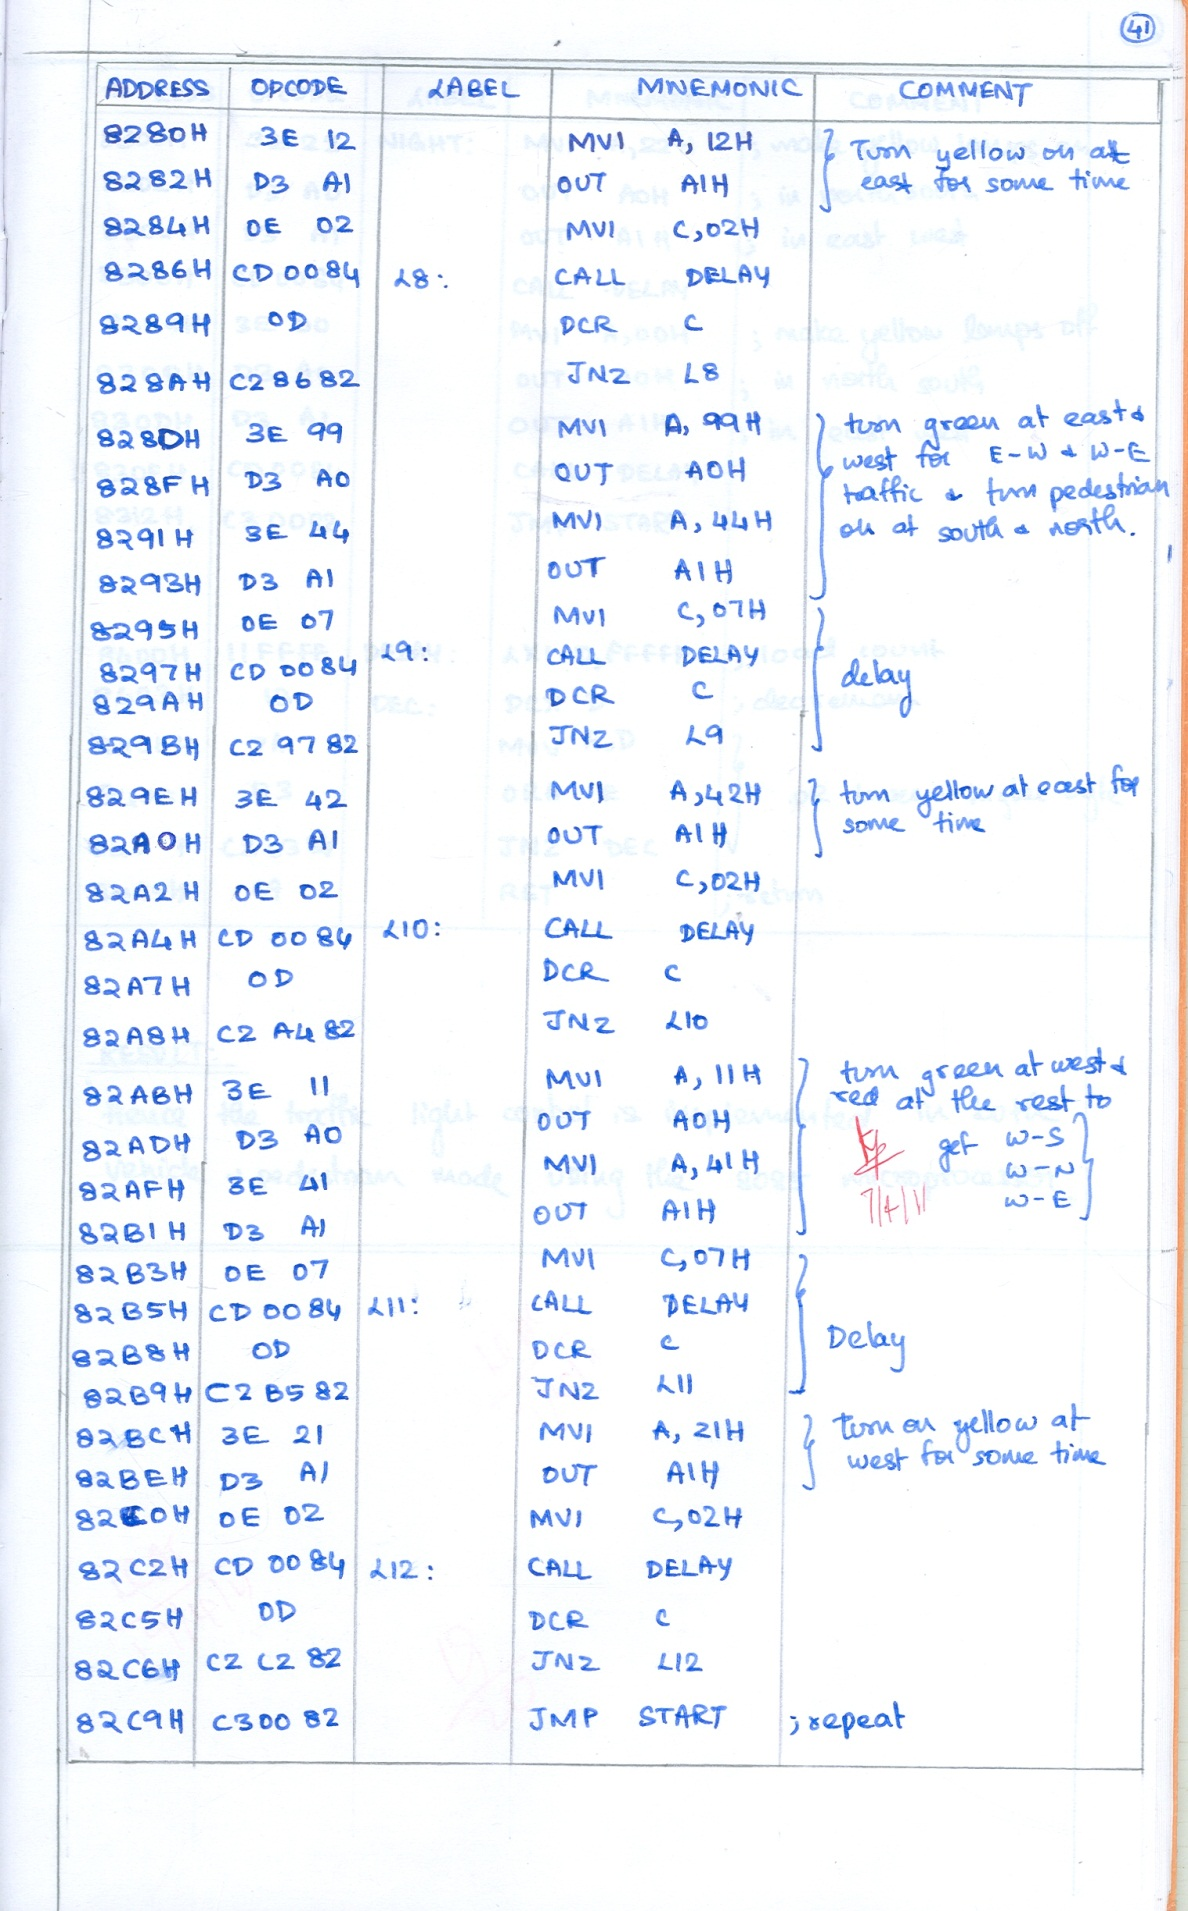 41
ADDRESS OPCODE LABEL MNEMONIC COMMENT
8280H 3E 12 MVI A, 12H } Turn yellow on at
8282H D3 A1 OUT A1H east for some time
8284H 0E 02 MVI C,02H
8286H CD 00 84 L8: CALL DELAY
8289H 0D DCR C
828AH C2 86 82 JNZ L8
828DH 3E 99 MVI A, 99H } turn green at east &
828FH D3 A0 OUT A0H west for E-W & W-E
8291H 3E 44 MVI A, 44H traffic & turn pedestrian
8293H D3 A1 OUT A1H on at south & north.
8295H 0E 07 MVI C, 07H
8297H CD 00 84 L9: CALL DELAY } delay
829AH 0D DCR C
829BH C2 97 82 JNZ L9
829EH 3E 42 MVI A,42H } turn yellow at east for
82A0H D3 A1 OUT A1H some time
82A2H 0E 02 MVI C,02H
82A4H CD 00 84 L10: CALL DELAY
82A7H 0D DCR C
82A8H C2 A4 82 JNZ L10
82ABH 3E 11 MVI A, 11H } turn green at west &
82ADH D3 A0 OUT A0H red at the rest to
82AFH 3E 41 MVI A, 41H get W-S
82B1H D3 A1 OUT A1H W-N
W-E }
7/4/11
82B3H 0E 07 MVI C,07H
82B5H CD 00 84 L11: CALL DELAY
82B8H 0D DCR C } Delay
82B9H C2 B5 82 JNZ L11
82BCH 3E 21 MVI A, 21H } turn on yellow at
82BEH D3 A1 OUT A1H west for some time
82C0H 0E 02 MVI C,02H
82C2H CD 00 84 L12: CALL DELAY
82C5H 0D DCR C
82C6H C2 C2 82 JNZ L12
82C9H C3 00 82 JMP START ; repeat